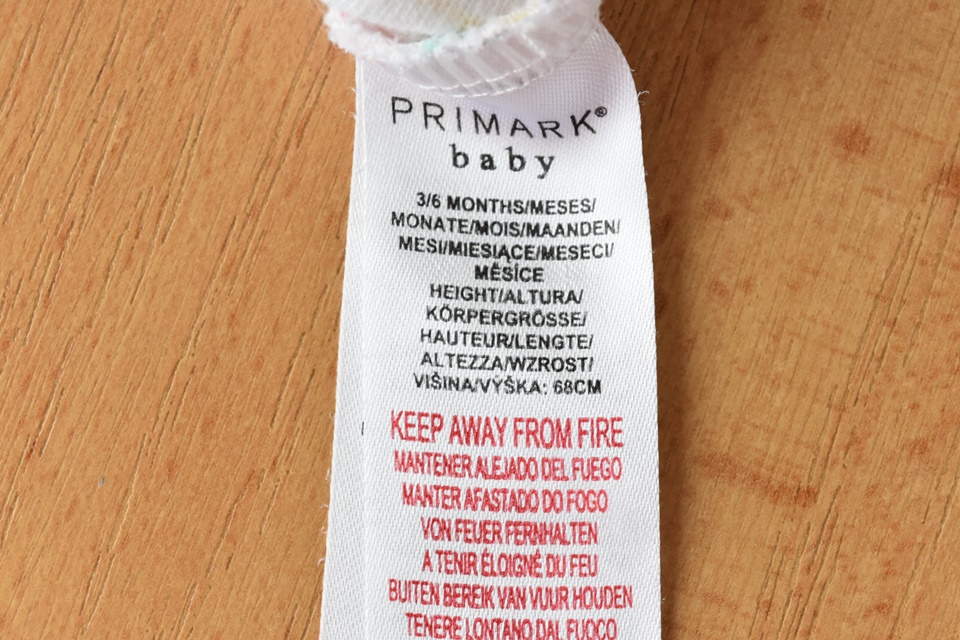 PRIMARK®
baby
3/6 MONTHS/MESES/
MONATE/MOIS/MAANDEN/
MESI/MIESIĄCE/MESECI/
MĚSÍCE
HEIGHT/ALTURA/
KÖRPERGRÖSSE/
HAUTEUR/LENGTE/
ALTEZZA/WZROST/
VIŠINA/VÝŠKA: 68CM
KEEP AWAY FROM FIRE
MANTENER ALEJADO DEL FUEGO
MANTER AFASTADO DO FOGO
VON FEUER FERNHALTEN
A TENIR ÉLOIGNÉ DU FEU
BUITEN BEREIK VAN VUUR HOUDEN
TENERE LONTANO DAL FUOCO